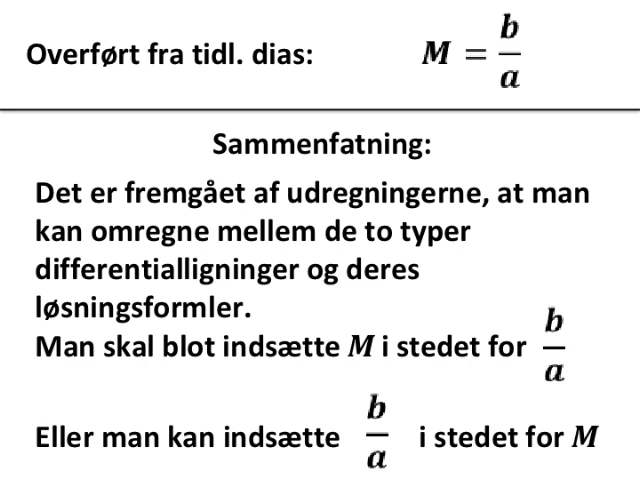 Overført fra tidl. dias: M = b/a
Sammenfatning:
Det er fremgået af udregningerne, at man
kan omregne mellem de to typer
differentialligninger og deres
løsningsformler.
Man skal blot indsætte M i stedet for b/a
Eller man kan indsætte b/a i stedet for M